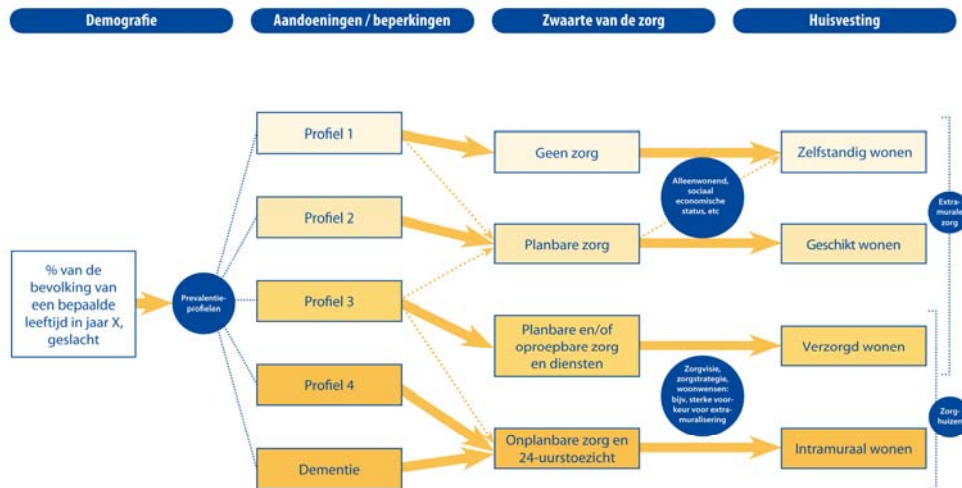 Demografie
Aandoeningen / beperkingen
Zwaarte van de zorg
Huisvesting
% van de
bevolking van
een bepaalde
leeftijd in jaar X,
geslacht
Prevalentie-
profielen
Profiel 1
Profiel 2
Profiel 3
Profiel 4
Dementie
Geen zorg
Planbare zorg
Planbare en/of
oproepbare zorg
en diensten
Onplanbare zorg en
24-uurstoezicht
Alleenwonend,
sociaal
economische
status, etc
Zorgvisie,
zorgstrategie,
woonwensen:
bijv. sterke voor-
keur voor extra-
muralisering
Zelfstandig wonen
Geschikt wonen
Verzorgd wonen
Intramuraal wonen
Extra-
murale
zorg
Zorg-
huizen